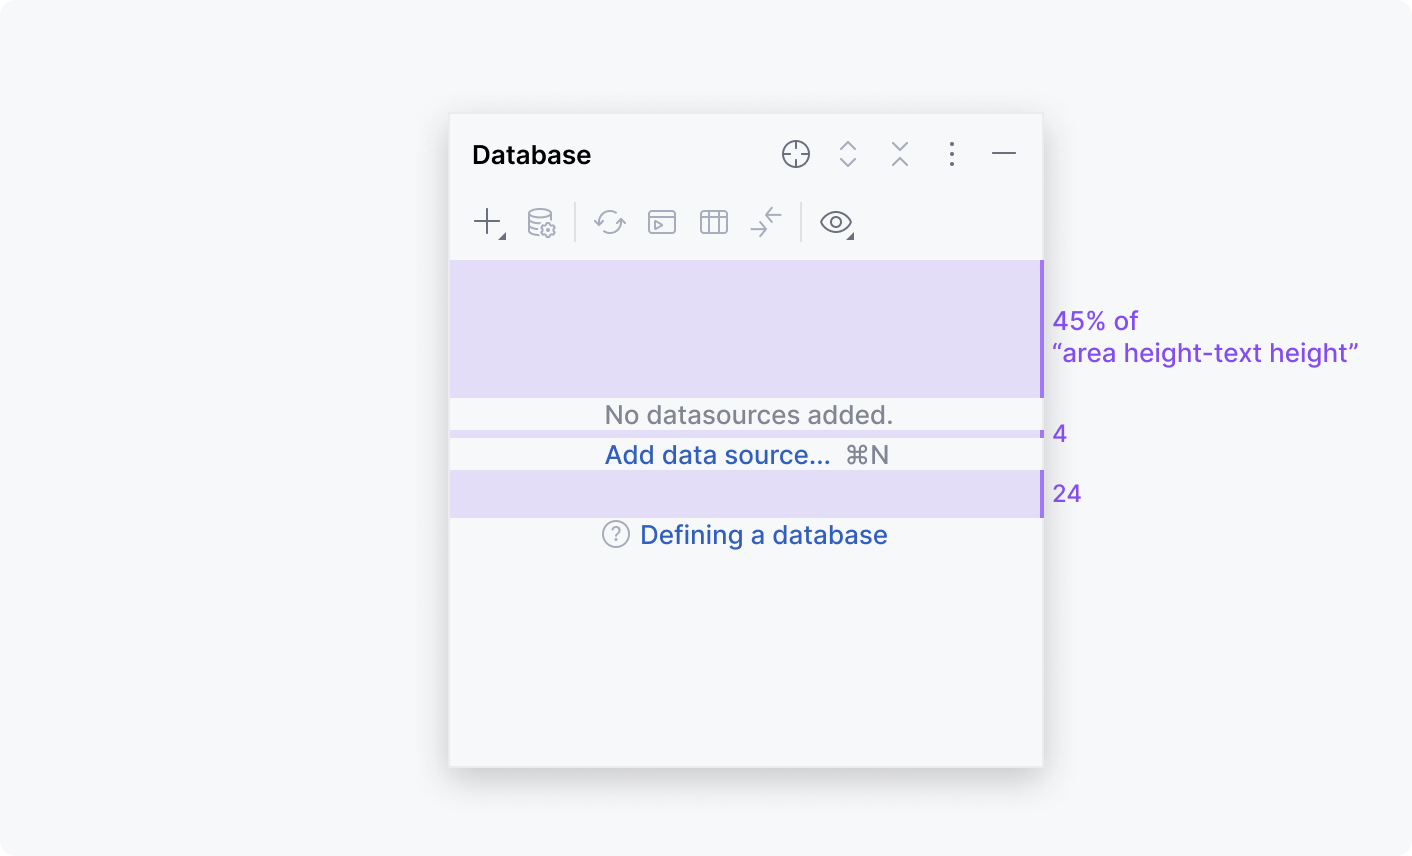 Database
45% of
“area height-text height”
No datasources added.
4
Add data source... ⌘N
24
Defining a database